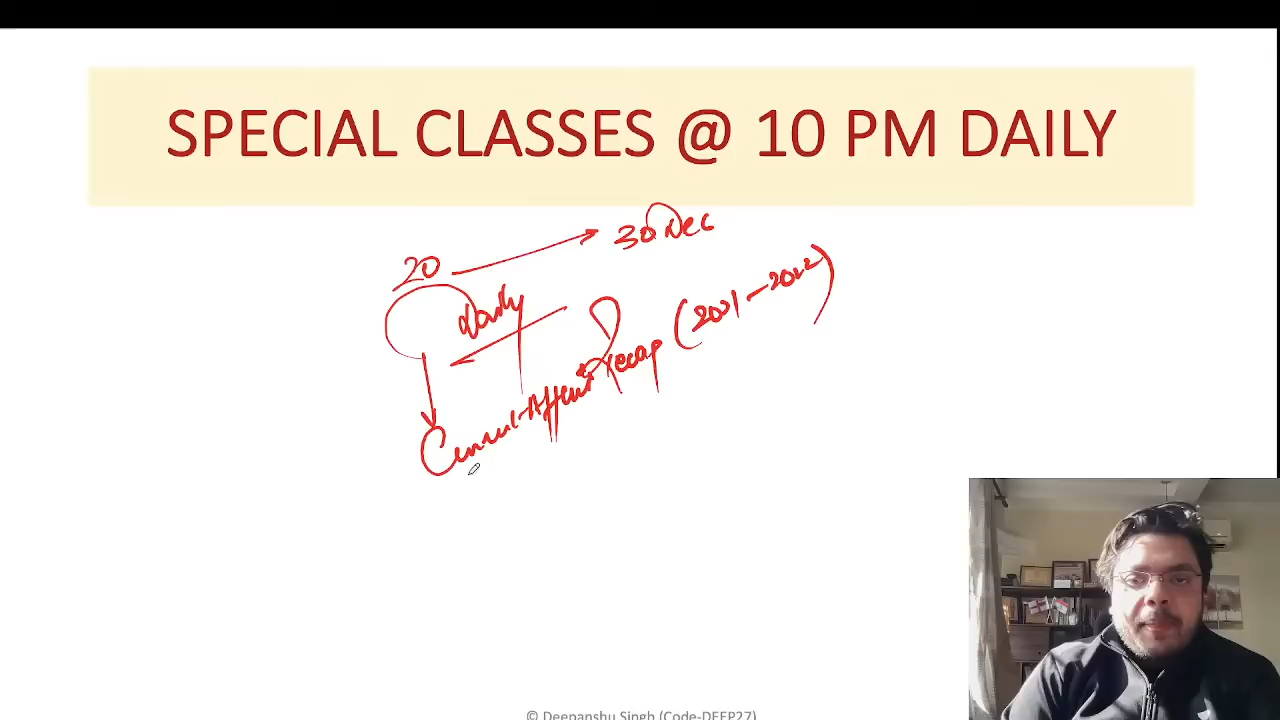 SPECIAL CLASSES @ 10 PM DAILY
20 → 30 Dec
Daily
Current Affairs Recap (2021-2022)
© Deepanshu Singh (Code-DEEP27)